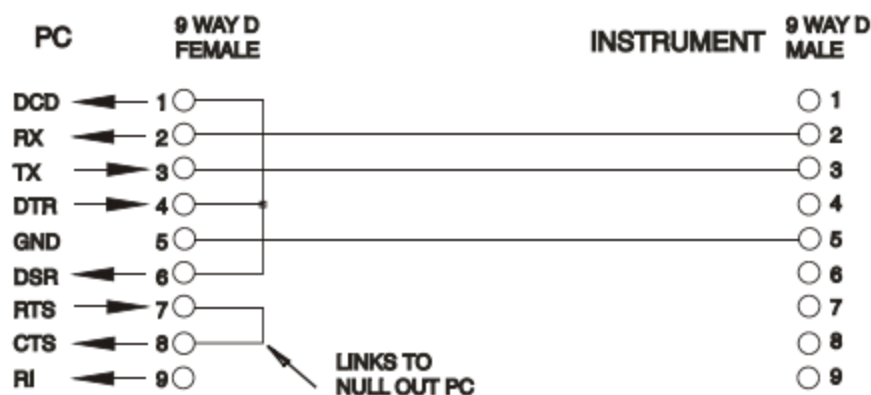 PC
9 WAY D
FEMALE
INSTRUMENT
9 WAY D
MALE
DCD 1 1
RX 2 2
TX 3 3
DTR 4 4
GND 5 5
DSR 6 6
RTS 7 7
CTS 8 8
RI 9 9
LINKS TO
NULL OUT PC